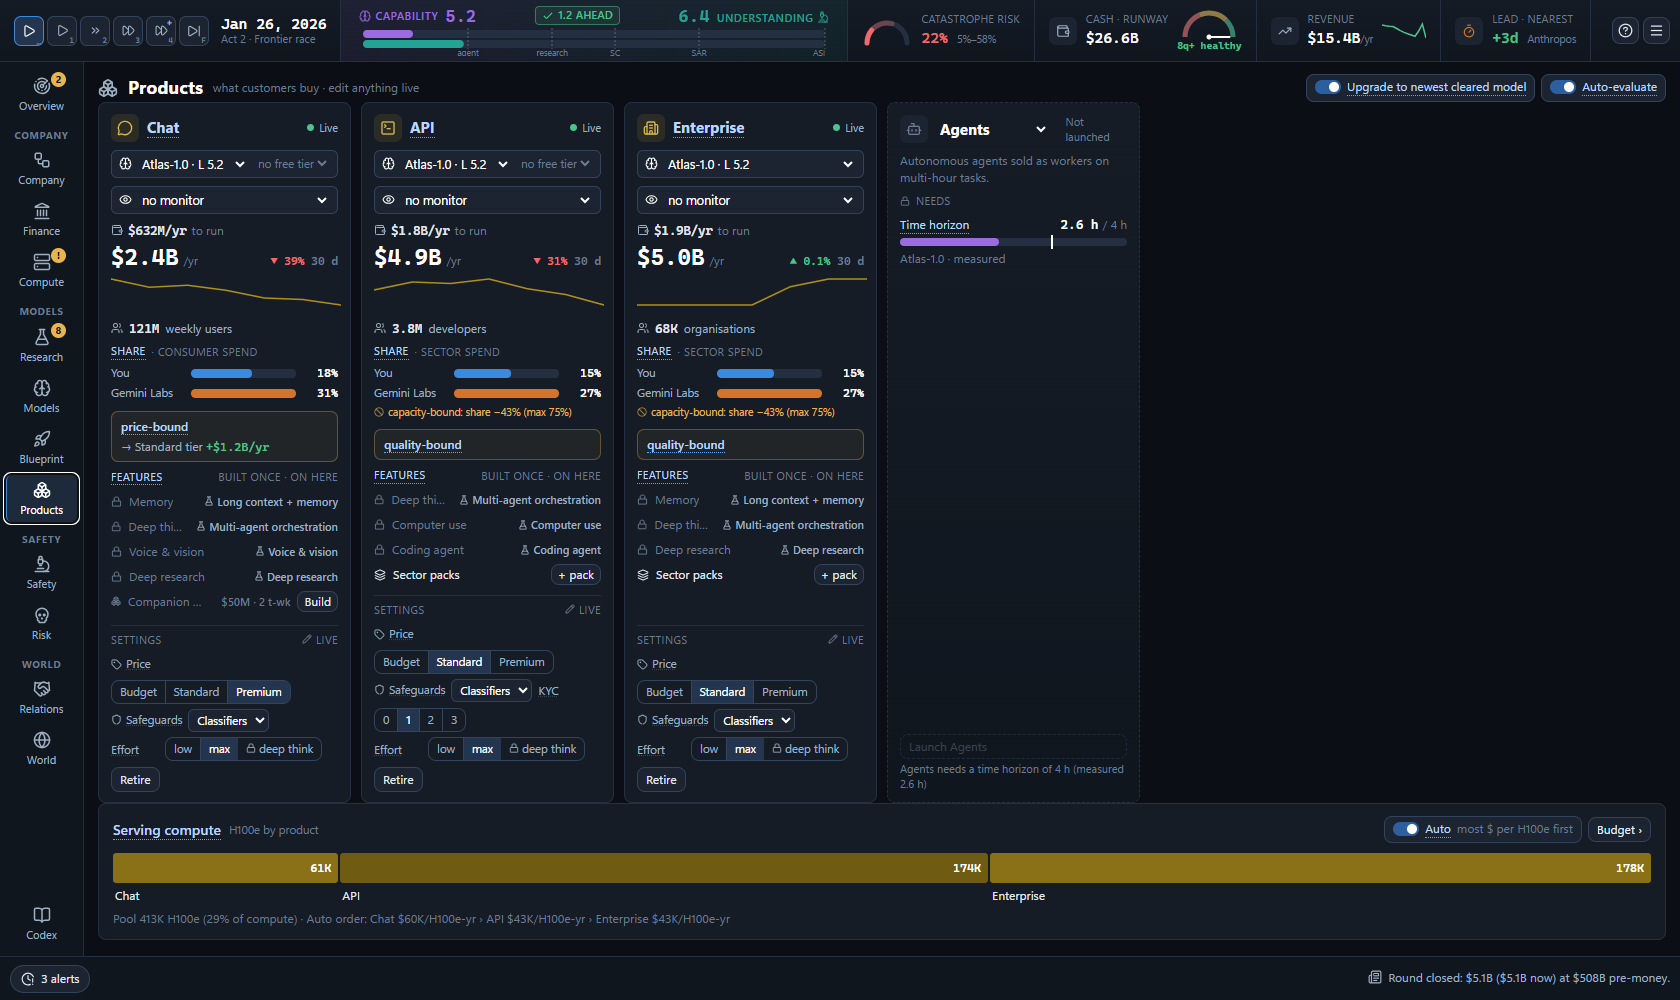 1
2
3
4
F
Jan 26, 2026
Act 2 · Frontier race
CAPABILITY 5.2
1.2 AHEAD
6.4 UNDERSTANDING
agent
research
SC
SAR
ASI
CATASTROPHE RISK
22% 5%–58%
CASH · RUNWAY
$26.6B
8q+ healthy
REVENUE
$15.4B/yr
LEAD · NEAREST
+3d Anthropos
2
Overview
COMPANY
Company
Finance
!
Compute
MODELS
8
Research
Models
Blueprint
Products
SAFETY
Safety
Risk
WORLD
Relations
World
Codex
Products what customers buy · edit anything live
Upgrade to newest cleared model
Auto-evaluate
Chat
Live
Atlas-1.0 · L 5.2
no free tier
no monitor
$632M/yr to run
$2.4B /yr
▼ 39% 30 d
121M weekly users
SHARE · CONSUMER SPEND
You 18%
Gemini Labs 31%
price-bound
→ Standard tier +$1.2B/yr
FEATURES BUILT ONCE · ON HERE
Memory Long context + memory
Deep thi... Multi-agent orchestration
Voice & vision Voice & vision
Deep research Deep research
Companion ... $50M · 2 t-wk Build
SETTINGS LIVE
Price
Budget Standard Premium
Safeguards Classifiers
Effort low max deep think
Retire
API
Live
Atlas-1.0 · L 5.2
no free tier
no monitor
$1.8B/yr to run
$4.9B /yr
▼ 31% 30 d
3.8M developers
SHARE · SECTOR SPEND
You 15%
Gemini Labs 27%
capacity-bound: share −43% (max 75%)
quality-bound
FEATURES BUILT ONCE · ON HERE
Deep thi... Multi-agent orchestration
Computer use Computer use
Coding agent Coding agent
Sector packs + pack
SETTINGS LIVE
Price
Budget Standard Premium
Safeguards Classifiers KYC
0 1 2 3
Effort low max deep think
Retire
Enterprise
Live
Atlas-1.0 · L 5.2
no monitor
$1.9B/yr to run
$5.0B /yr
▲ 0.1% 30 d
68K organisations
SHARE · SECTOR SPEND
You 15%
Gemini Labs 27%
capacity-bound: share −43% (max 75%)
quality-bound
FEATURES BUILT ONCE · ON HERE
Memory Long context + memory
Deep thi... Multi-agent orchestration
Deep research Deep research
Sector packs + pack
SETTINGS LIVE
Price
Budget Standard Premium
Safeguards Classifiers
Effort low max deep think
Retire
Agents
Not
launched
Autonomous agents sold as workers on
multi-hour tasks.
NEEDS
Time horizon 2.6 h / 4 h
Atlas-1.0 · measured
Launch Agents
Agents needs a time horizon of 4 h (measured
2.6 h)
Serving compute H100e by product
Auto most $ per H100e first
Budget ›
61K
174K
178K
Chat
API
Enterprise
Pool 413K H100e (29% of compute) · Auto order: Chat $60K/H100e-yr › API $43K/H100e-yr › Enterprise $43K/H100e-yr
3 alerts
Round closed: $5.1B ($5.1B now) at $508B pre-money.